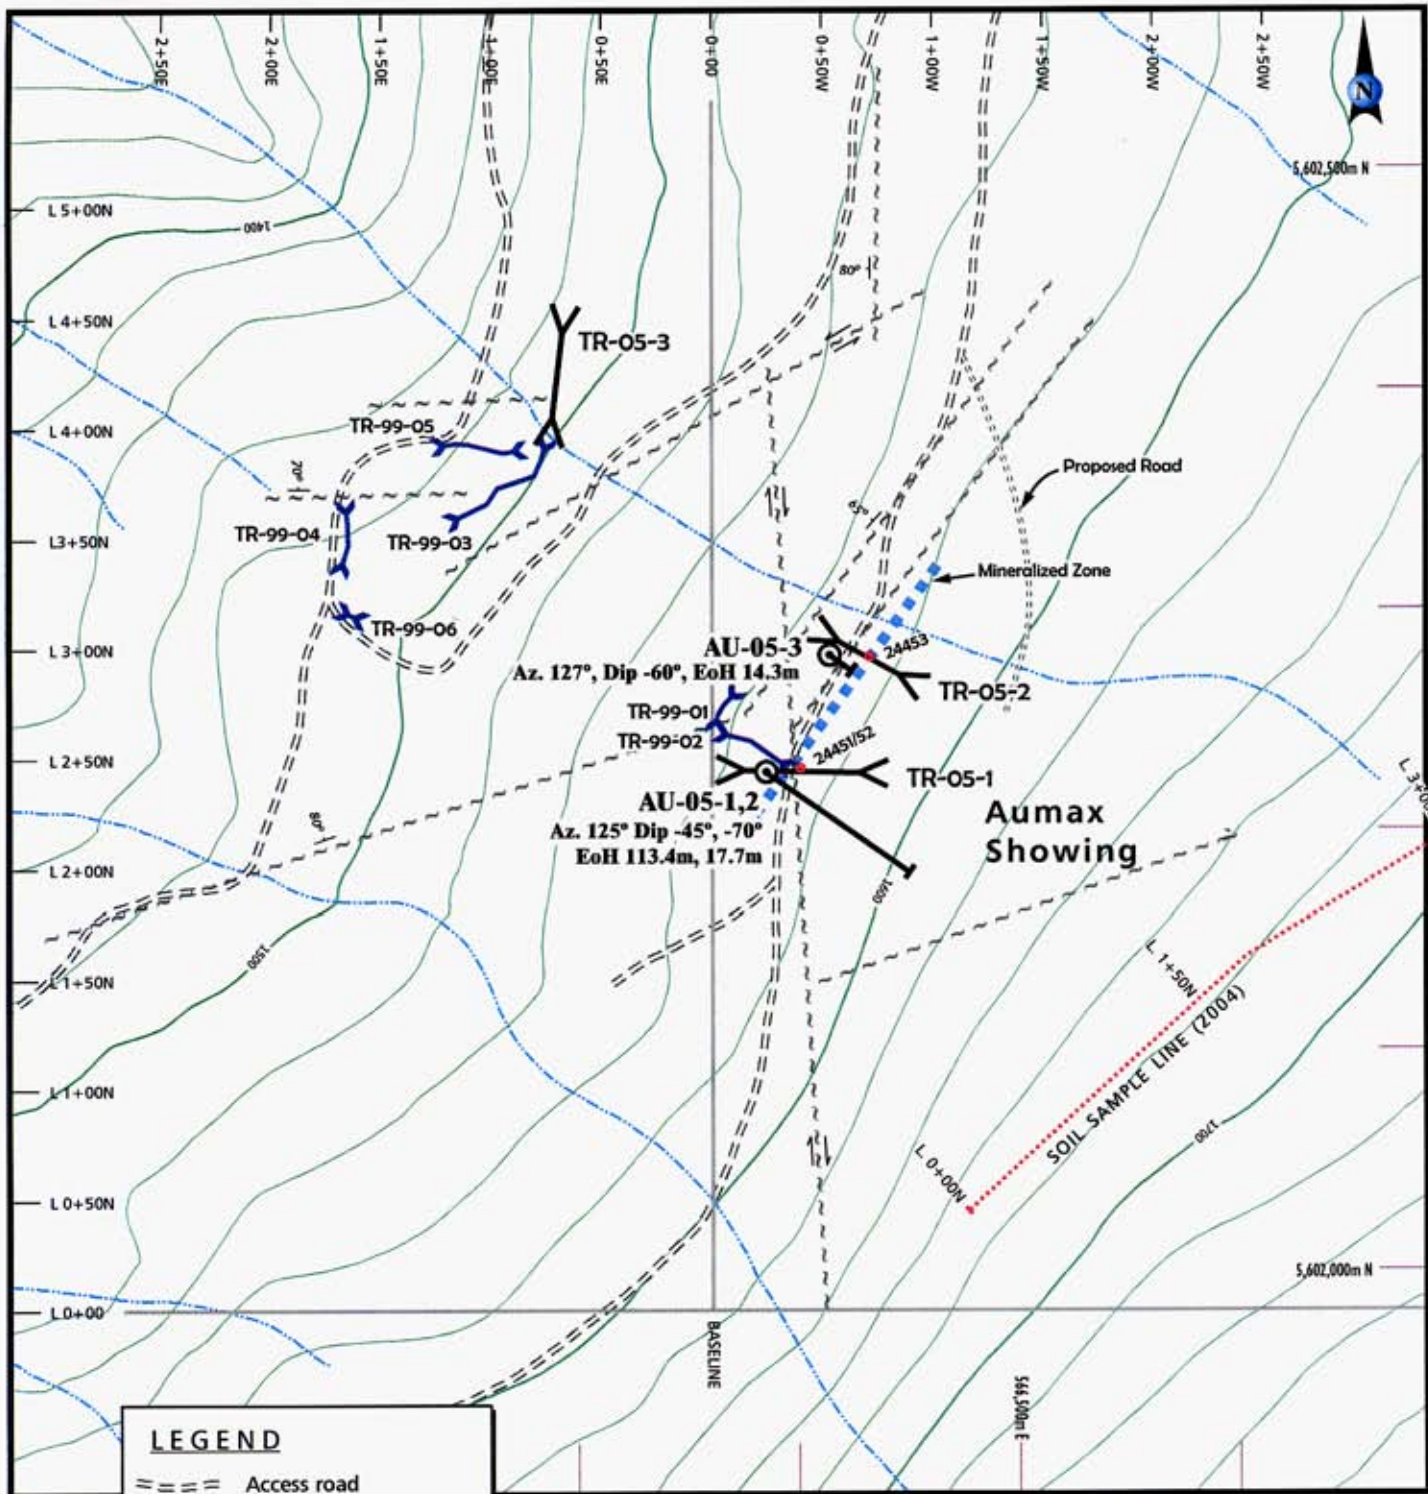 2+50E
2+00E
1+50E
1+00E
0+50E
0+00
0+50W
1+00W
1+50W
2+00W
2+50W
N
5,602,500m N
L 5+00N
1400
L 4+50N
80°
TR-05-3
TR-99-05
L 4+00N
70°
Proposed Road
65°
TR-99-04
L3+50N
TR-99-03
Mineralized Zone
TR-99-06
L 3+00N
AU-05-3
24453
Az. 127°, Dip -60°, EoH 14.3m
TR-05-2
TR-99-01
TR-99-02
24451/52
L 2+50N
TR-05-1
AU-05-1,2
Aumax
Showing
80°
Az. 125° Dip -45°, -70°
EoH 113.4m, 17.7m
L 2+00N
1600
1500
L 1+50N
L 1+50N
SOIL SAMPLE LINE (2004)
L 1+00N
1700
L 0+00N
L 0+50N
5,602,000m N
L 0+00
BASELINE
566,500m E
LEGEND
Access road